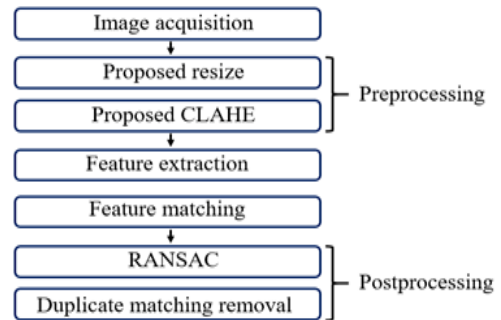 Image acquisition
Proposed resize
Proposed CLAHE
Preprocessing
Feature extraction
Feature matching
RANSAC
Duplicate matching removal
Postprocessing